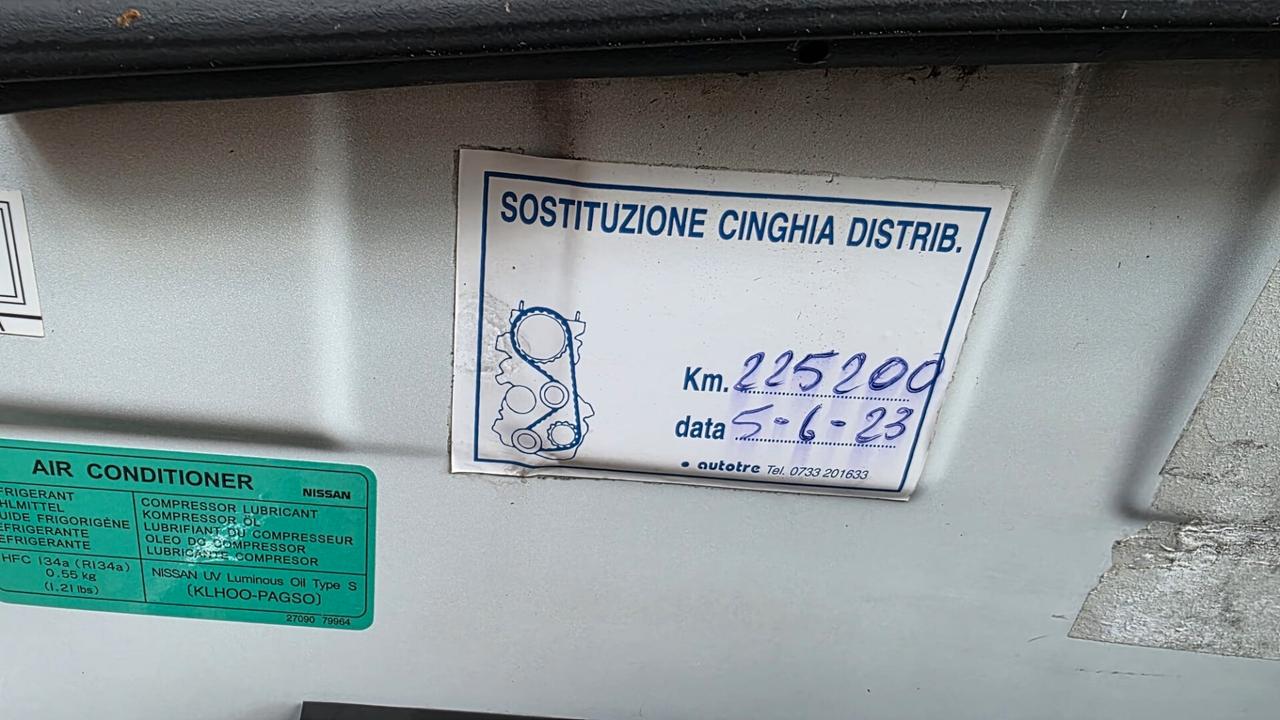 SOSTITUZIONE CINGHIA DISTRIB.
Km. 225200
data 5-6-23
• autotre Tel. 0733 201633
AIR CONDITIONER NISSAN
FRIGERANT
HLMITTEL
UIDE FRIGORIGÈNE
EFRIGERANTE
EFRIGERANTE
COMPRESSOR LUBRICANT
KOMPRESSOR ÖL
LUBRIFIANT DU COMPRESSEUR
OLEO DO COMPRESSOR
LUBRICANTE COMPRESOR
HFC 134a (R134a)
0.55 kg
(1.21 lbs)
NISSAN UV Luminous Oil Type S
(KLHOO-PAGSO)
27090 79964